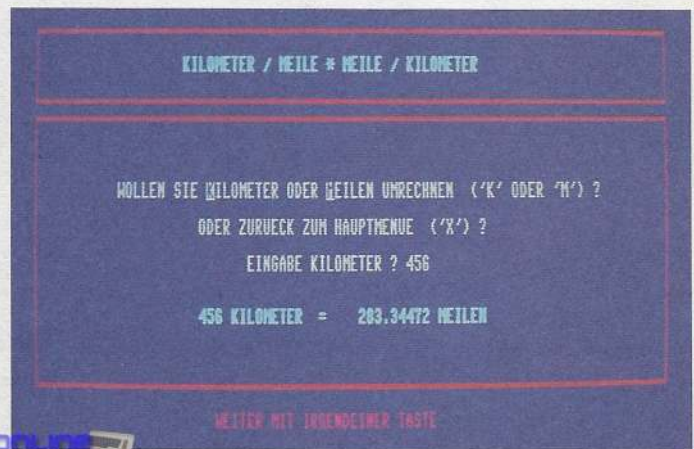 KILOMETER / MEILE * MEILE / KILOMETER
WOLLEN SIE KILOMETER ODER MEILEN UMRECHNEN ('K' ODER 'M') ?
ODER ZURUECK ZUM HAUPTMENUE ('X') ?
EINGABE KILOMETER ? 456
456 KILOMETER = 283.34472 MEILEN
WEITER MIT IRGENDEINER TASTE
ONLINE